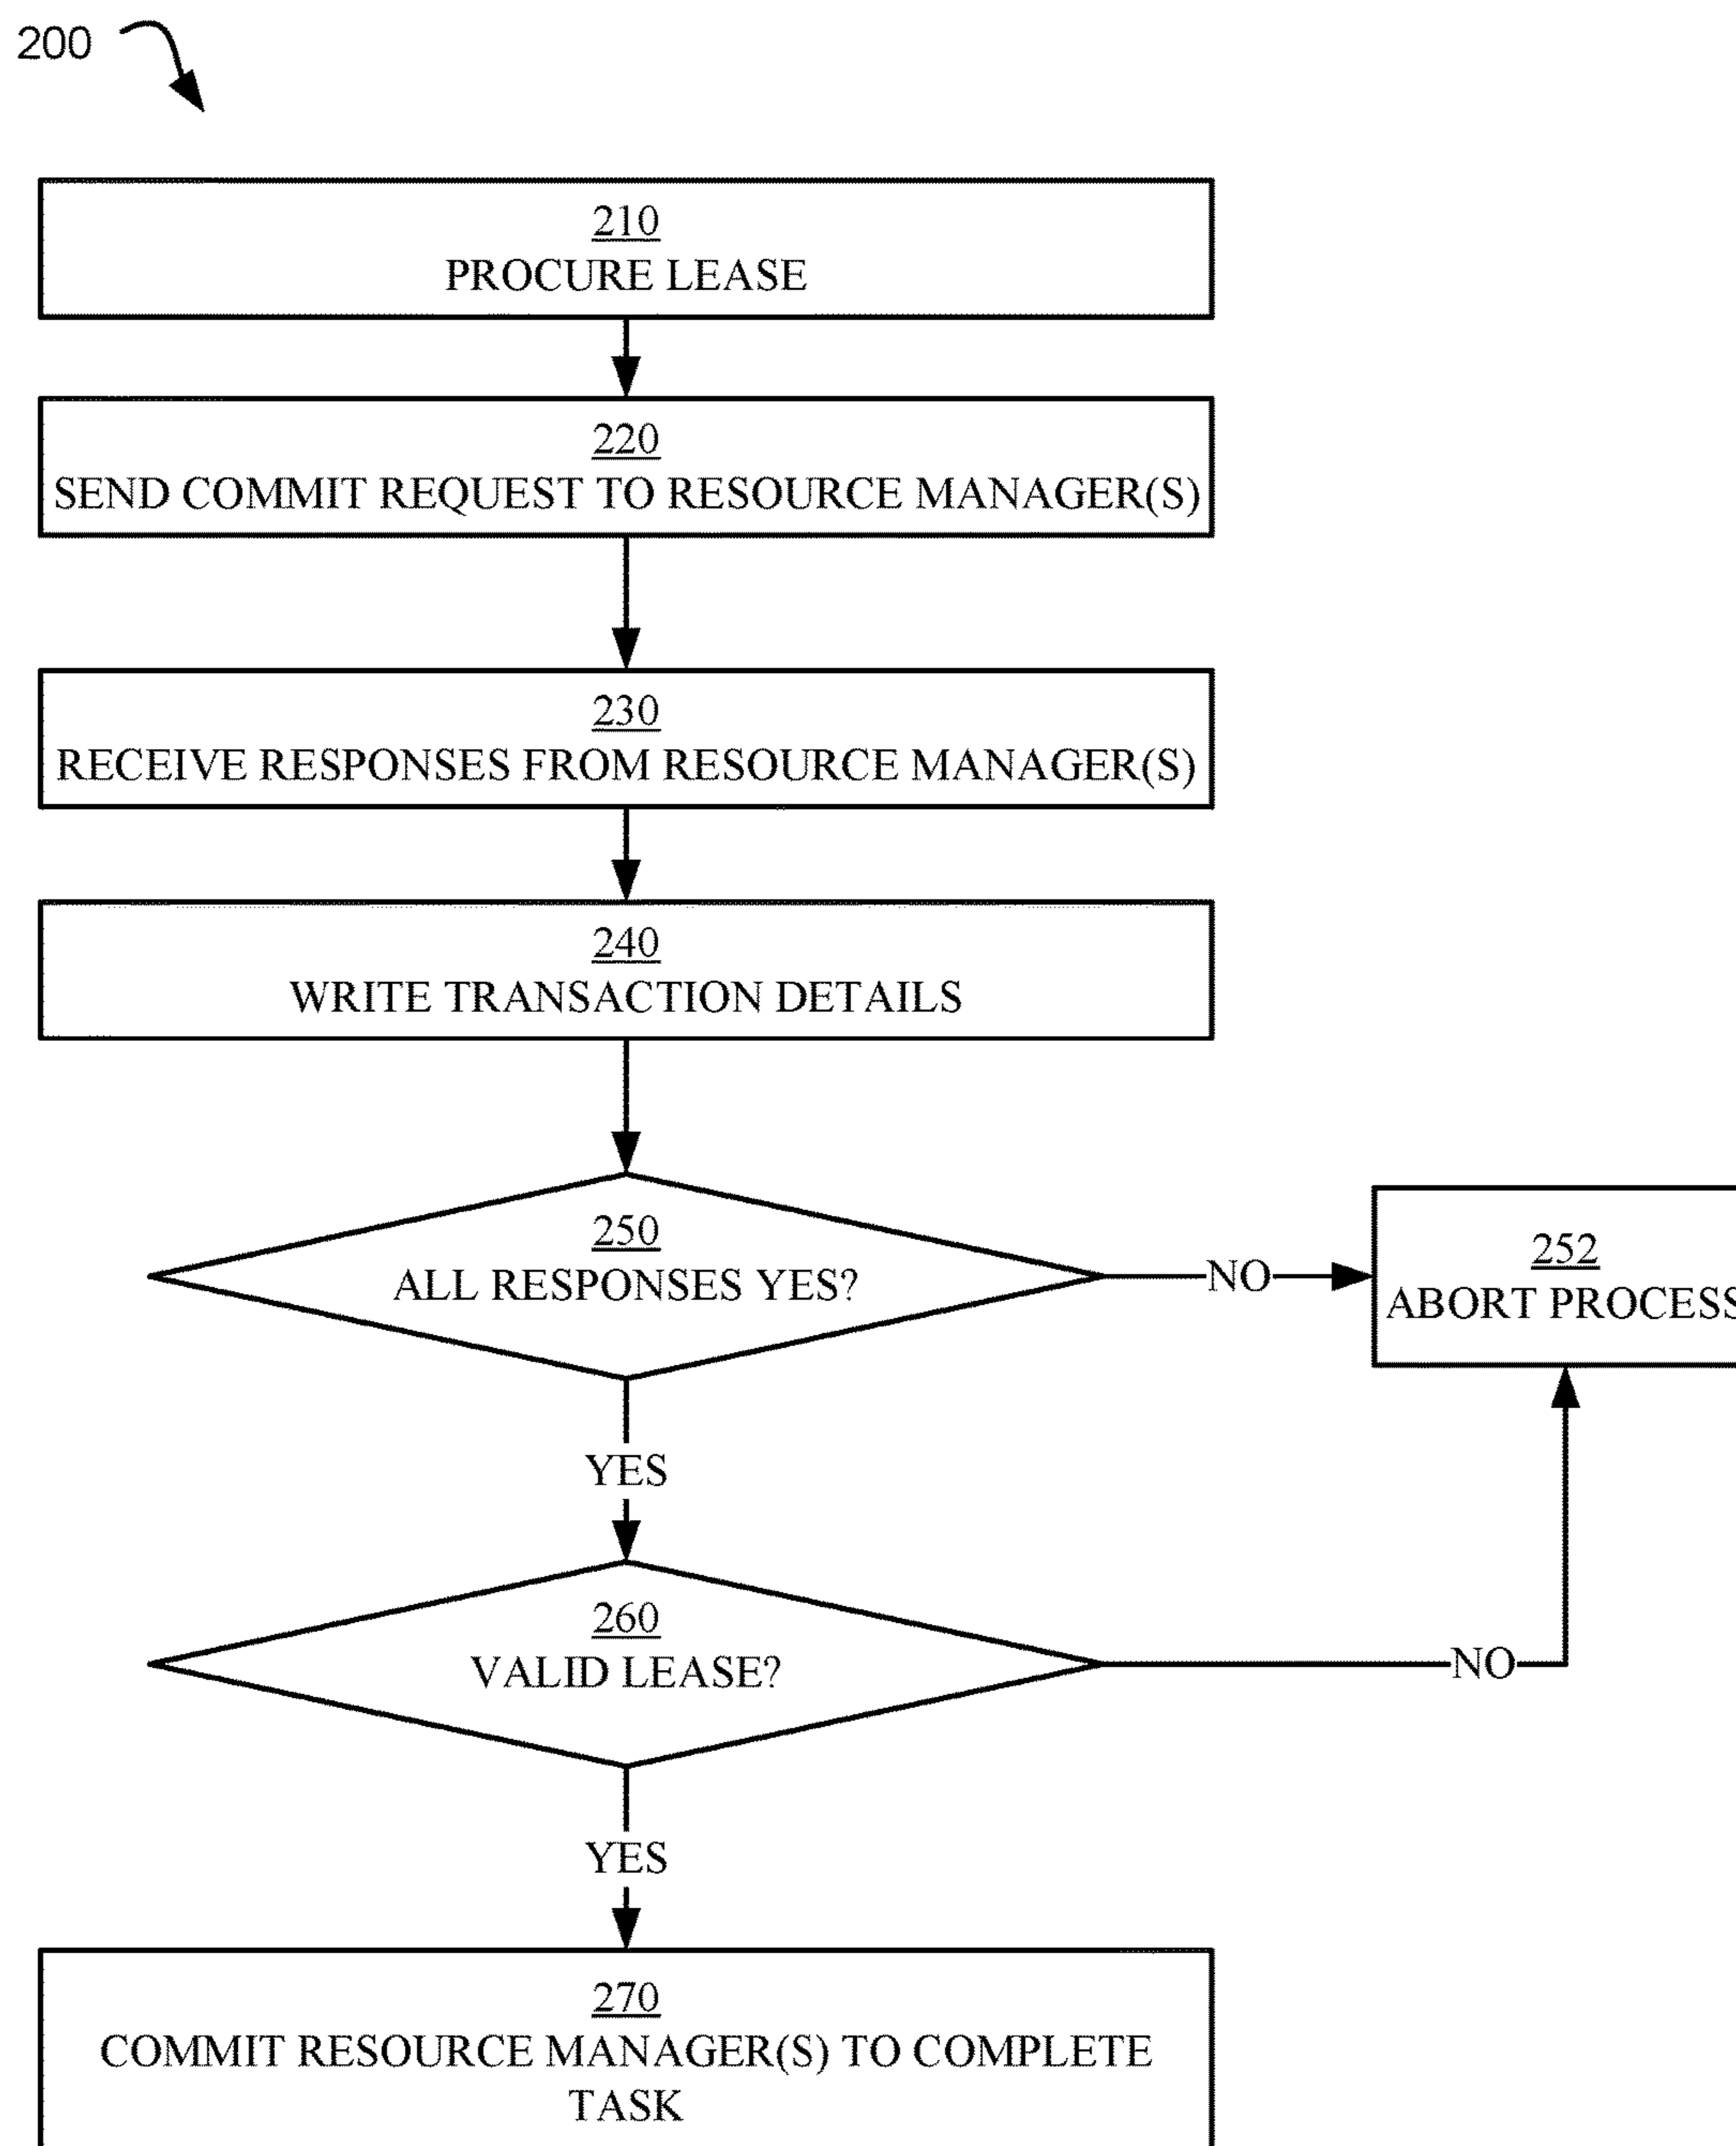 200
210
PROCURE LEASE
220
SEND COMMIT REQUEST TO RESOURCE MANAGER(S)
230
RECEIVE RESPONSES FROM RESOURCE MANAGER(S)
240
WRITE TRANSACTION DETAILS
250
ALL RESPONSES YES?
NO
252
ABORT PROCESS
YES
260
VALID LEASE?
NO
YES
270
COMMIT RESOURCE MANAGER(S) TO COMPLETE
TASK